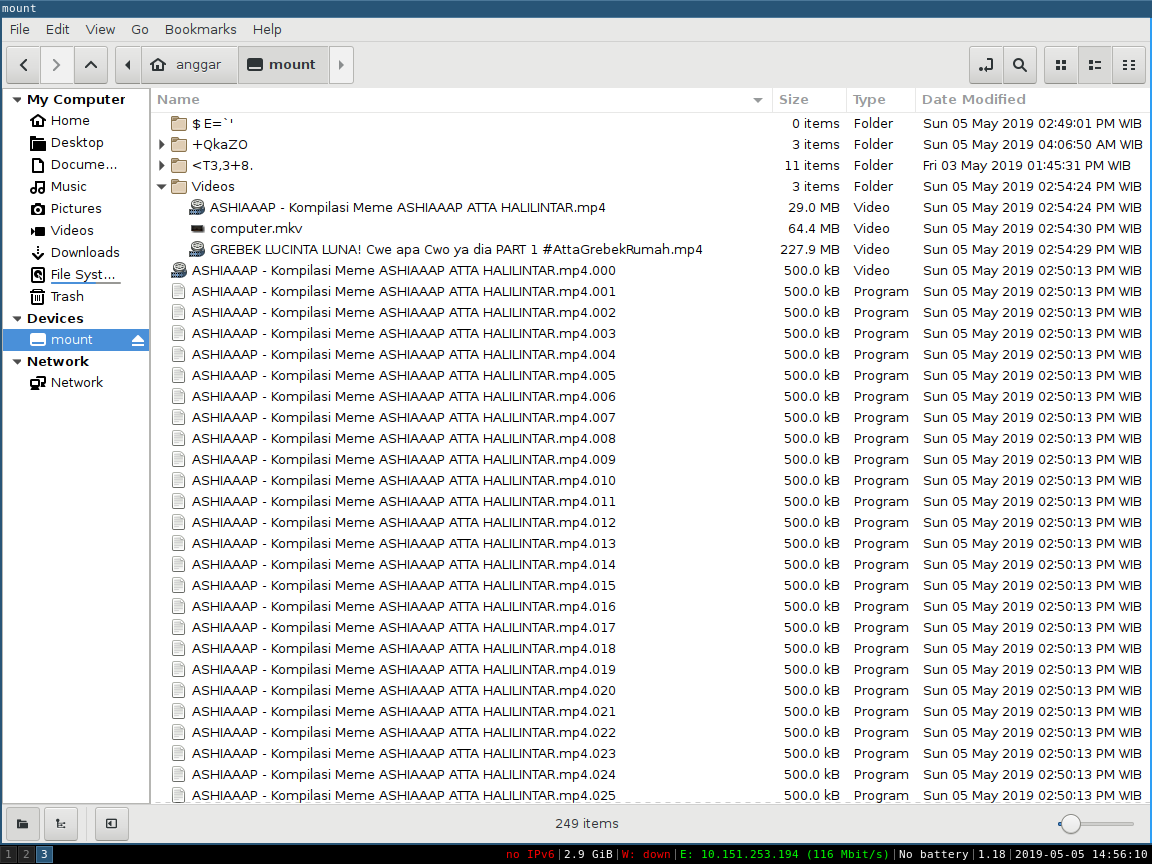 mount
File Edit View Go Bookmarks Help
anggar mount
My Computer
Home
Desktop
Docume...
Music
Pictures
Videos
Downloads
File Syst...
Trash
Devices
mount
Network
Network
Name Size Type Date Modified
$ E=`' 0 items Folder Sun 05 May 2019 02:49:01 PM WIB
+QkaZO 3 items Folder Sun 05 May 2019 04:06:50 AM WIB
<T3,3+8. 11 items Folder Fri 03 May 2019 01:45:31 PM WIB
Videos 3 items Folder Sun 05 May 2019 02:54:24 PM WIB
ASHIAAAP - Kompilasi Meme ASHIAAAP ATTA HALILINTAR.mp4 29.0 MB Video Sun 05 May 2019 02:54:24 PM WIB
computer.mkv 64.4 MB Video Sun 05 May 2019 02:54:30 PM WIB
GREBEK LUCINTA LUNA! Cwe apa Cwo ya dia PART 1 #AttaGrebekRumah.mp4 227.9 MB Video Sun 05 May 2019 02:54:29 PM WIB
ASHIAAAP - Kompilasi Meme ASHIAAAP ATTA HALILINTAR.mp4.000 500.0 kB Video Sun 05 May 2019 02:50:13 PM WIB
ASHIAAAP - Kompilasi Meme ASHIAAAP ATTA HALILINTAR.mp4.001 500.0 kB Program Sun 05 May 2019 02:50:13 PM WIB
ASHIAAAP - Kompilasi Meme ASHIAAAP ATTA HALILINTAR.mp4.002 500.0 kB Program Sun 05 May 2019 02:50:13 PM WIB
ASHIAAAP - Kompilasi Meme ASHIAAAP ATTA HALILINTAR.mp4.003 500.0 kB Program Sun 05 May 2019 02:50:13 PM WIB
ASHIAAAP - Kompilasi Meme ASHIAAAP ATTA HALILINTAR.mp4.004 500.0 kB Program Sun 05 May 2019 02:50:13 PM WIB
ASHIAAAP - Kompilasi Meme ASHIAAAP ATTA HALILINTAR.mp4.005 500.0 kB Program Sun 05 May 2019 02:50:13 PM WIB
ASHIAAAP - Kompilasi Meme ASHIAAAP ATTA HALILINTAR.mp4.006 500.0 kB Program Sun 05 May 2019 02:50:13 PM WIB
ASHIAAAP - Kompilasi Meme ASHIAAAP ATTA HALILINTAR.mp4.007 500.0 kB Program Sun 05 May 2019 02:50:13 PM WIB
ASHIAAAP - Kompilasi Meme ASHIAAAP ATTA HALILINTAR.mp4.008 500.0 kB Program Sun 05 May 2019 02:50:13 PM WIB
ASHIAAAP - Kompilasi Meme ASHIAAAP ATTA HALILINTAR.mp4.009 500.0 kB Program Sun 05 May 2019 02:50:13 PM WIB
ASHIAAAP - Kompilasi Meme ASHIAAAP ATTA HALILINTAR.mp4.010 500.0 kB Program Sun 05 May 2019 02:50:13 PM WIB
ASHIAAAP - Kompilasi Meme ASHIAAAP ATTA HALILINTAR.mp4.011 500.0 kB Program Sun 05 May 2019 02:50:13 PM WIB
ASHIAAAP - Kompilasi Meme ASHIAAAP ATTA HALILINTAR.mp4.012 500.0 kB Program Sun 05 May 2019 02:50:13 PM WIB
ASHIAAAP - Kompilasi Meme ASHIAAAP ATTA HALILINTAR.mp4.013 500.0 kB Program Sun 05 May 2019 02:50:13 PM WIB
ASHIAAAP - Kompilasi Meme ASHIAAAP ATTA HALILINTAR.mp4.014 500.0 kB Program Sun 05 May 2019 02:50:13 PM WIB
ASHIAAAP - Kompilasi Meme ASHIAAAP ATTA HALILINTAR.mp4.015 500.0 kB Program Sun 05 May 2019 02:50:13 PM WIB
ASHIAAAP - Kompilasi Meme ASHIAAAP ATTA HALILINTAR.mp4.016 500.0 kB Program Sun 05 May 2019 02:50:13 PM WIB
ASHIAAAP - Kompilasi Meme ASHIAAAP ATTA HALILINTAR.mp4.017 500.0 kB Program Sun 05 May 2019 02:50:13 PM WIB
ASHIAAAP - Kompilasi Meme ASHIAAAP ATTA HALILINTAR.mp4.018 500.0 kB Program Sun 05 May 2019 02:50:13 PM WIB
ASHIAAAP - Kompilasi Meme ASHIAAAP ATTA HALILINTAR.mp4.019 500.0 kB Program Sun 05 May 2019 02:50:13 PM WIB
ASHIAAAP - Kompilasi Meme ASHIAAAP ATTA HALILINTAR.mp4.020 500.0 kB Program Sun 05 May 2019 02:50:13 PM WIB
ASHIAAAP - Kompilasi Meme ASHIAAAP ATTA HALILINTAR.mp4.021 500.0 kB Program Sun 05 May 2019 02:50:13 PM WIB
ASHIAAAP - Kompilasi Meme ASHIAAAP ATTA HALILINTAR.mp4.022 500.0 kB Program Sun 05 May 2019 02:50:13 PM WIB
ASHIAAAP - Kompilasi Meme ASHIAAAP ATTA HALILINTAR.mp4.023 500.0 kB Program Sun 05 May 2019 02:50:13 PM WIB
ASHIAAAP - Kompilasi Meme ASHIAAAP ATTA HALILINTAR.mp4.024 500.0 kB Program Sun 05 May 2019 02:50:13 PM WIB
ASHIAAAP - Kompilasi Meme ASHIAAAP ATTA HALILINTAR.mp4.025 500.0 kB Program Sun 05 May 2019 02:50:13 PM WIB
249 items
1 2 3 no IPv6|2.9 GiB|W: down|E: 10.151.253.194 (116 Mbit/s)|No battery|1.18|2019-05-05 14:56:10